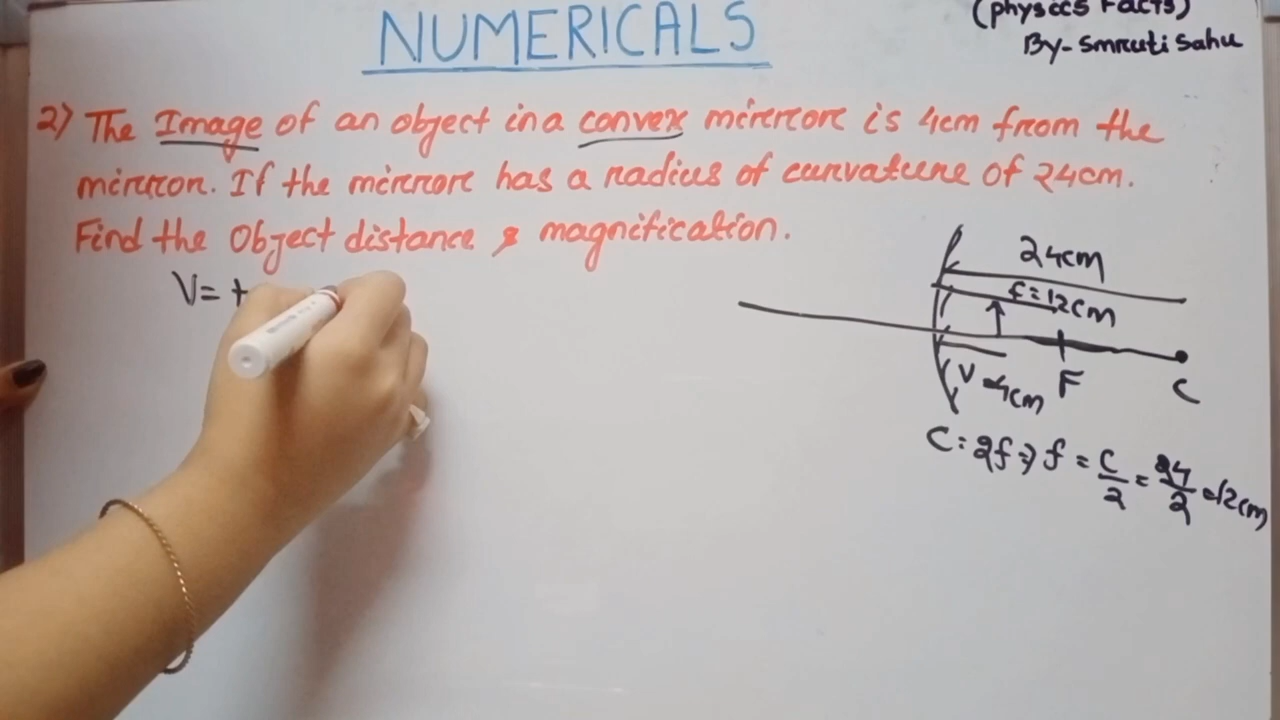 NUMERICALS
(physics Facts)
By- Smruti Sahu
2) The Image of an object in a convex mirror is 4cm from the
mirror. If the mirror has a radius of curvature of 24cm.
Find the Object distance & magnification.
V= +
24cm
f=12cm
V 4cm
F
C
C = 2f ⇒ f = C/2 = 24/2 = 12cm